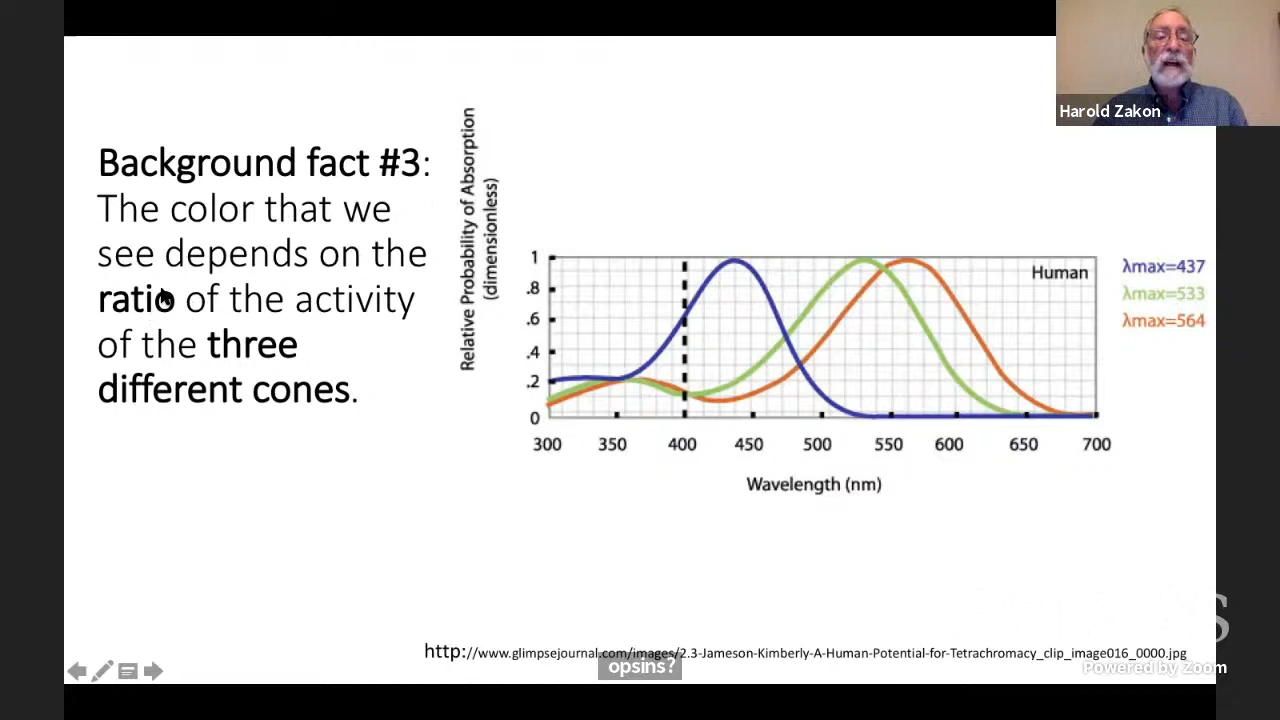 Harold Zakon
Background fact #3:
The color that we
see depends on the
ratio of the activity
of the three
different cones.
Relative Probability of Absorption
(dimensionless)
1
.8
.6
.4
.2
0
Human
λmax=437
λmax=533
λmax=564
300 350 400 450 500 550 600 650 700
Wavelength (nm)
http://www.glimpsejournal.com/images/2.3-Jameson-Kimberly-A-Human-Potential-for-Tetrachromacy_clip_image016_0000.jpg
opsins?
Powered by Zoom